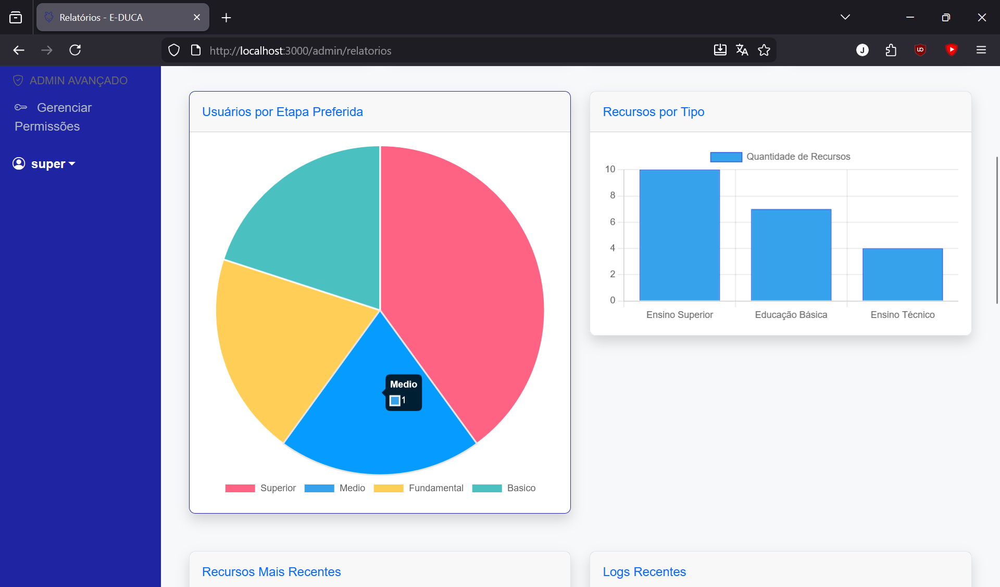 Relatórios - E-DUCA
http://localhost:3000/admin/relatorios
J
ADMIN AVANÇADO
Gerenciar
Permissões
super
Usuários por Etapa Preferida
Medio
1
Superior Medio Fundamental Basico
Recursos por Tipo
Quantidade de Recursos
10
8
6
4
2
0
Ensino Superior Educação Básica Ensino Técnico
Recursos Mais Recentes
Logs Recentes